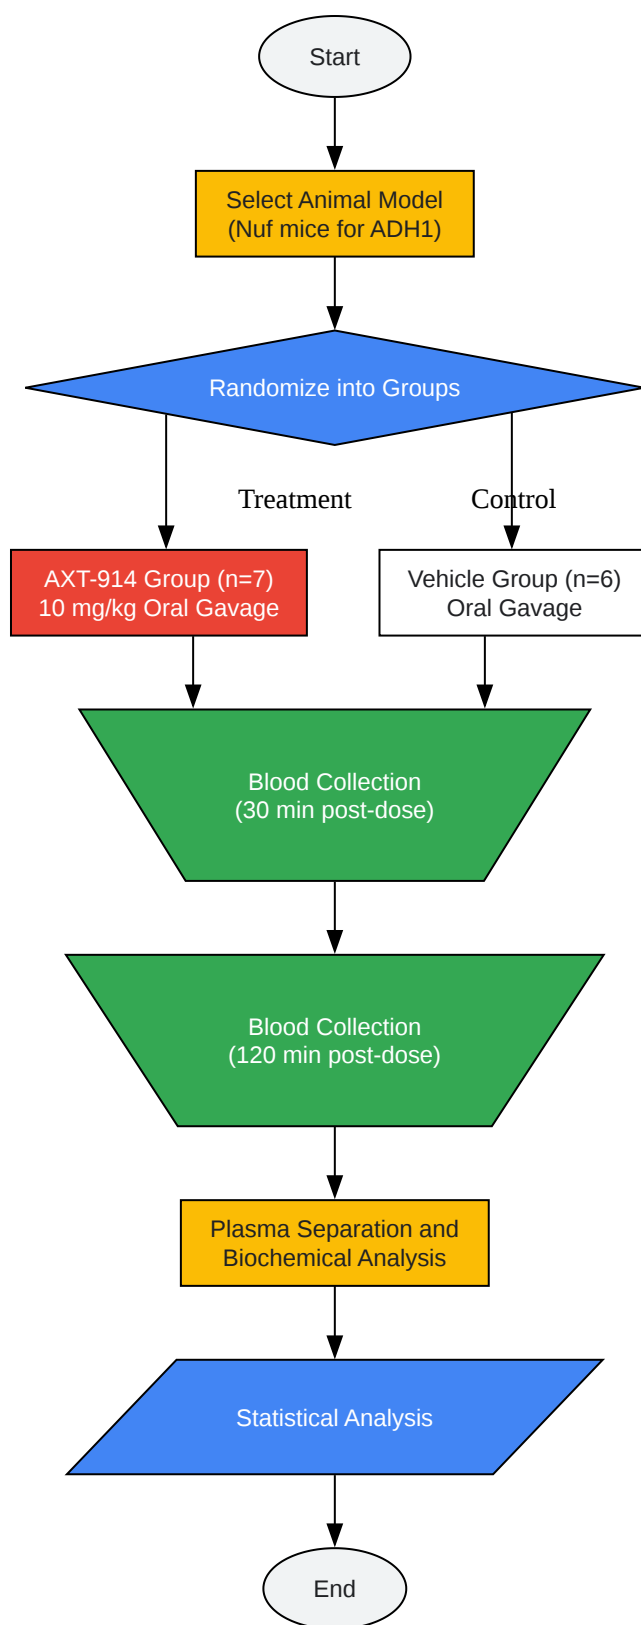 Start
Select Animal Model
(Nuf mice for ADH1)
Randomize into Groups
Treatment
Control
AXT-914 Group (n=7)
10 mg/kg Oral Gavage
Vehicle Group (n=6)
Oral Gavage
Blood Collection
(30 min post-dose)
Blood Collection
(120 min post-dose)
Plasma Separation and
Biochemical Analysis
Statistical Analysis
End